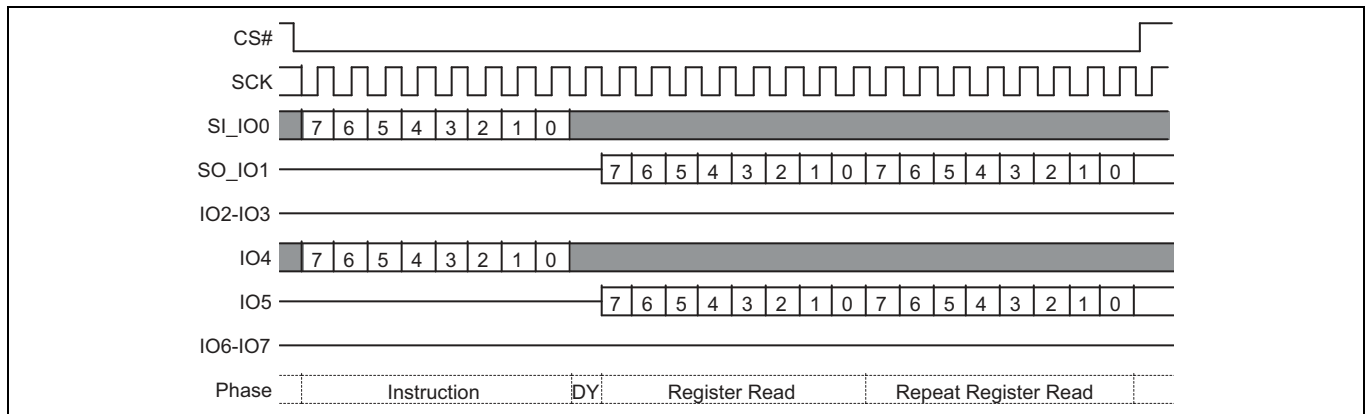 CS#
SCK
SI_IO0 7 6 5 4 3 2 1 0
SO_IO1 7 6 5 4 3 2 1 0 7 6 5 4 3 2 1 0
IO2-IO3
IO4 7 6 5 4 3 2 1 0
IO5 7 6 5 4 3 2 1 0 7 6 5 4 3 2 1 0
IO6-IO7
Phase Instruction DY Register Read Repeat Register Read